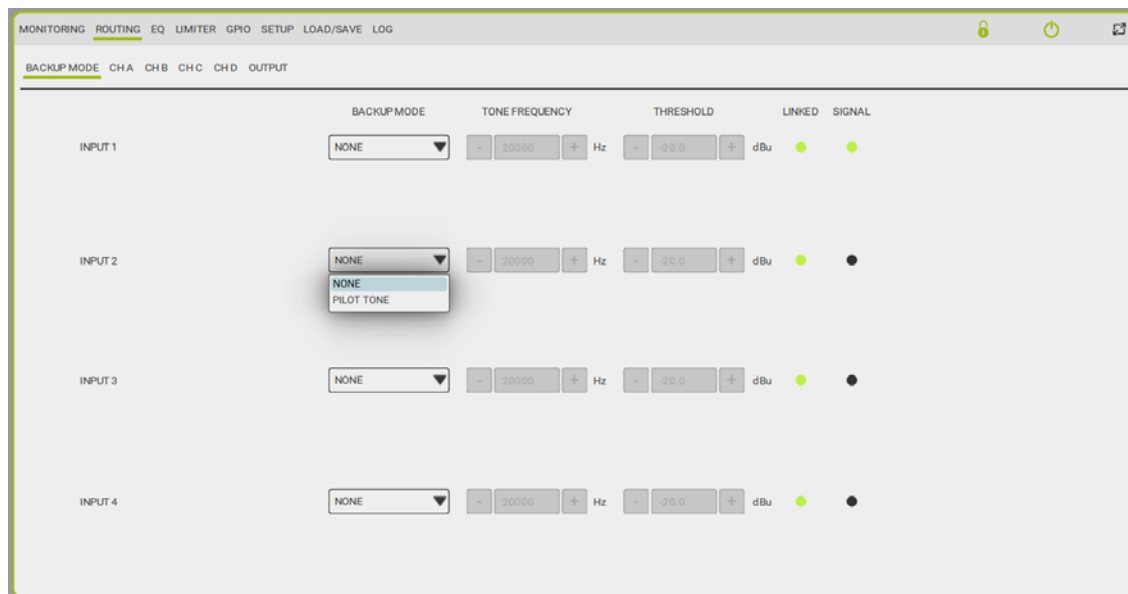 MONITORING ROUTING EQ LIMITER GPIO SETUP LOAD/SAVE LOG
BACKUP MODE CH A CH B CH C CH D OUTPUT
BACKUP MODE TONE FREQUENCY THRESHOLD LINKED SIGNAL
INPUT 1 NONE - 20000 + Hz - -20.0 + dBu
INPUT 2 NONE - 20000 + Hz - -20.0 + dBu
NONE
PILOT TONE
INPUT 3 NONE - 20000 + Hz - -20.0 + dBu
INPUT 4 NONE - 20000 + Hz - -20.0 + dBu